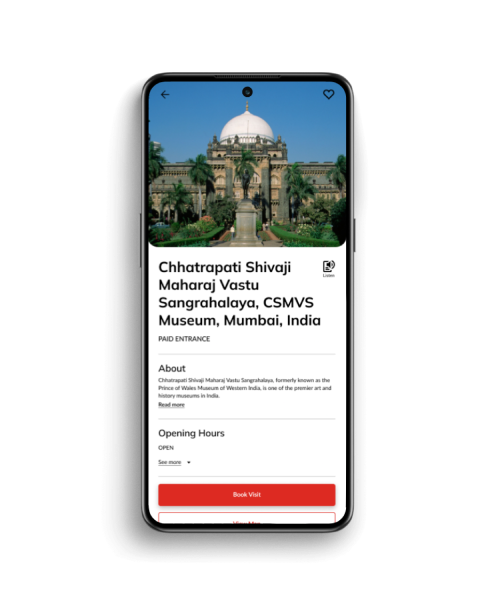 Listen
Chhatrapati Shivaji
Maharaj Vastu
Sangrahalaya, CSMVS
Museum, Mumbai, India
PAID ENTRANCE
About
Chhatrapati Shivaji Maharaj Vastu Sangrahalaya, formerly known as the
Prince of Wales Museum of Western India, is one of the premier art and
history museums in India.
Read more
Opening Hours
OPEN
See more
Book Visit